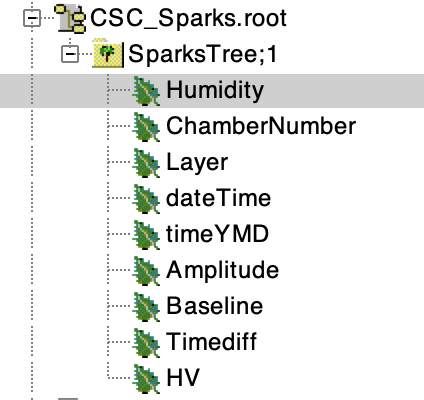 CSC_Sparks.root
SparksTree;1
Humidity
ChamberNumber
Layer
dateTime
timeYMD
Amplitude
Baseline
Timediff
HV